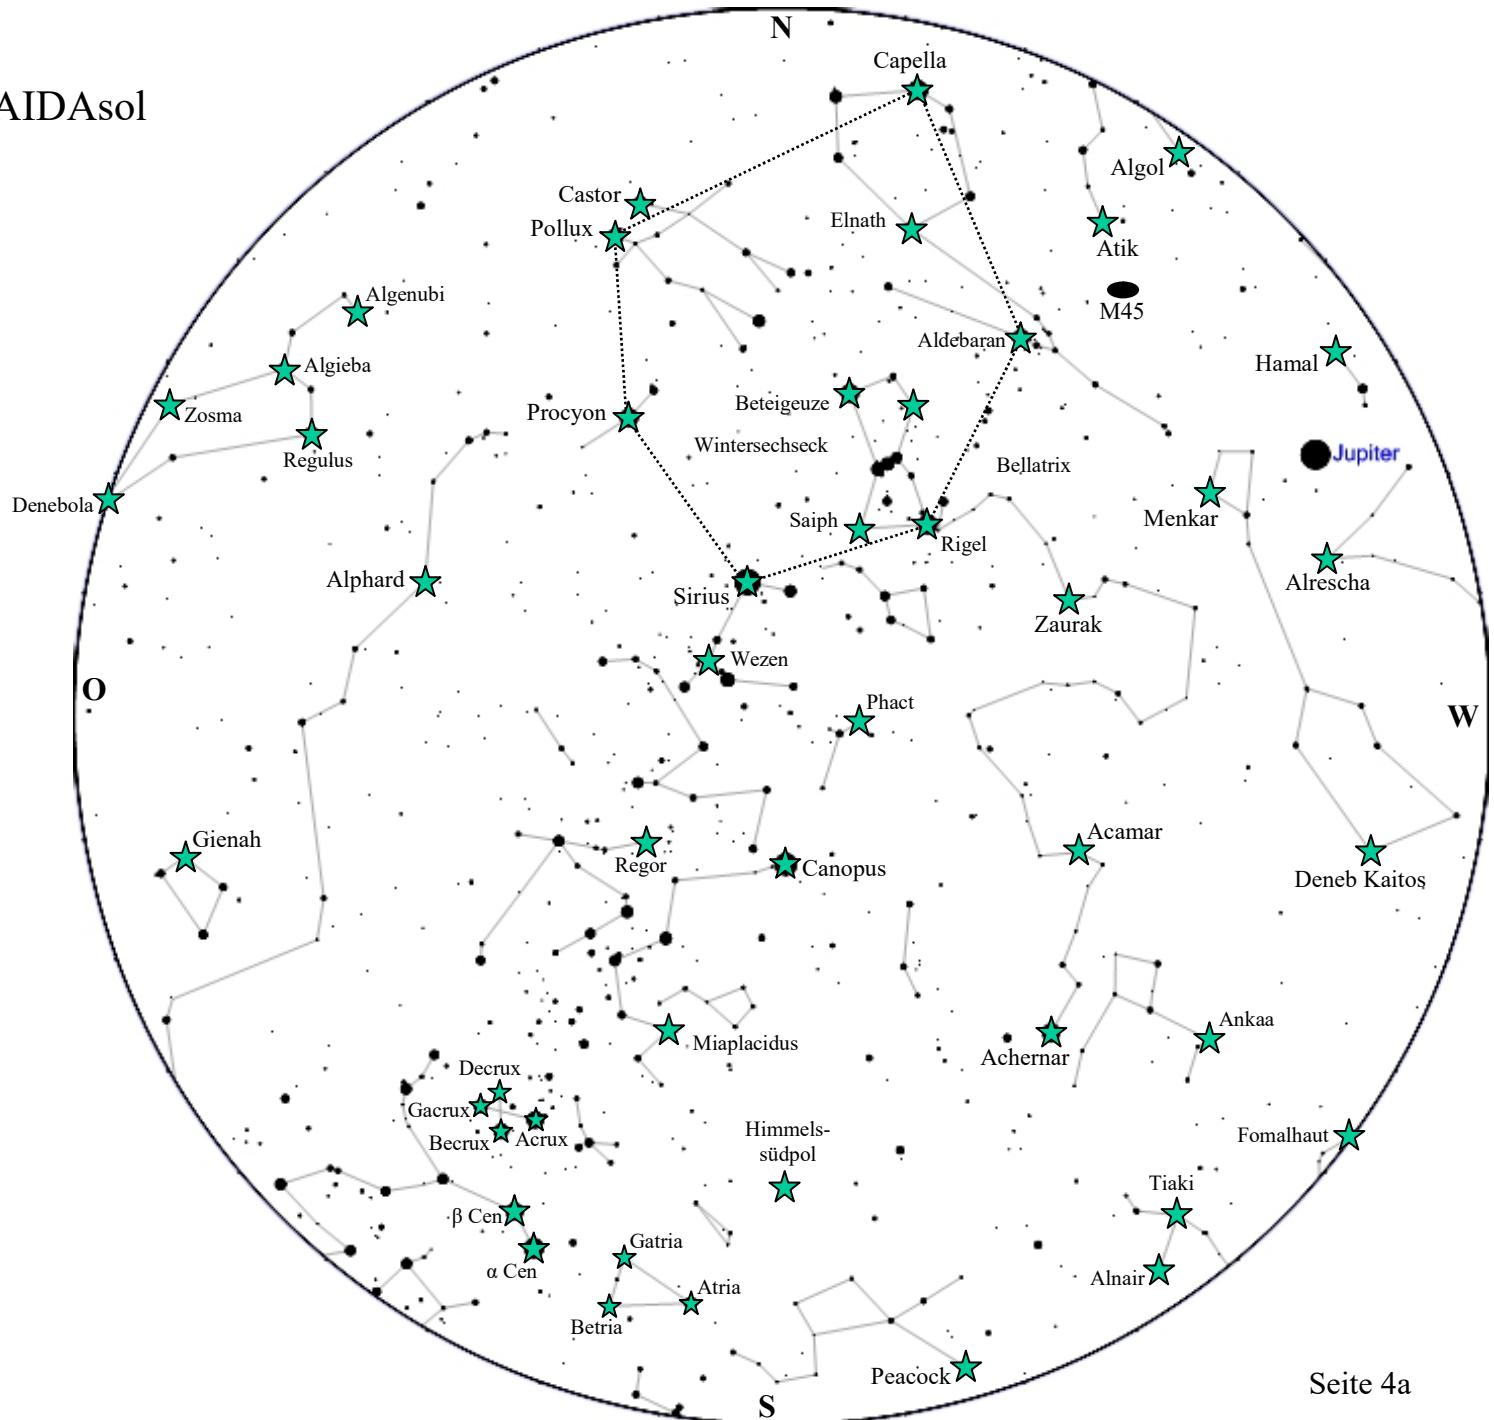 N
Capella
AIDAsol
Algol
Castor
Pollux
Elnath
Atik
M45
Algenubi
Aldebaran
Hamal
Algieba
Zosma
Procyon
Beteigeuze
Wintersechseck
Regulus
Bellatrix
Jupiter
Denebola
Menkar
Saiph
Rigel
Alphard
Alrescha
Sirius
Zaurak
Wezen
O
Phact
W
Gienah
Acamar
Regor
Canopus
Deneb Kaitos
Miaplacidus
Achernar
Ankaa
Decrux
Gacrux
Becrux
Acrux
Himmels-
südpol
Fomalhaut
Tiaki
β Cen
α Cen
Gatria
Atria
Betria
Alnair
Peacock
Seite 4a
S